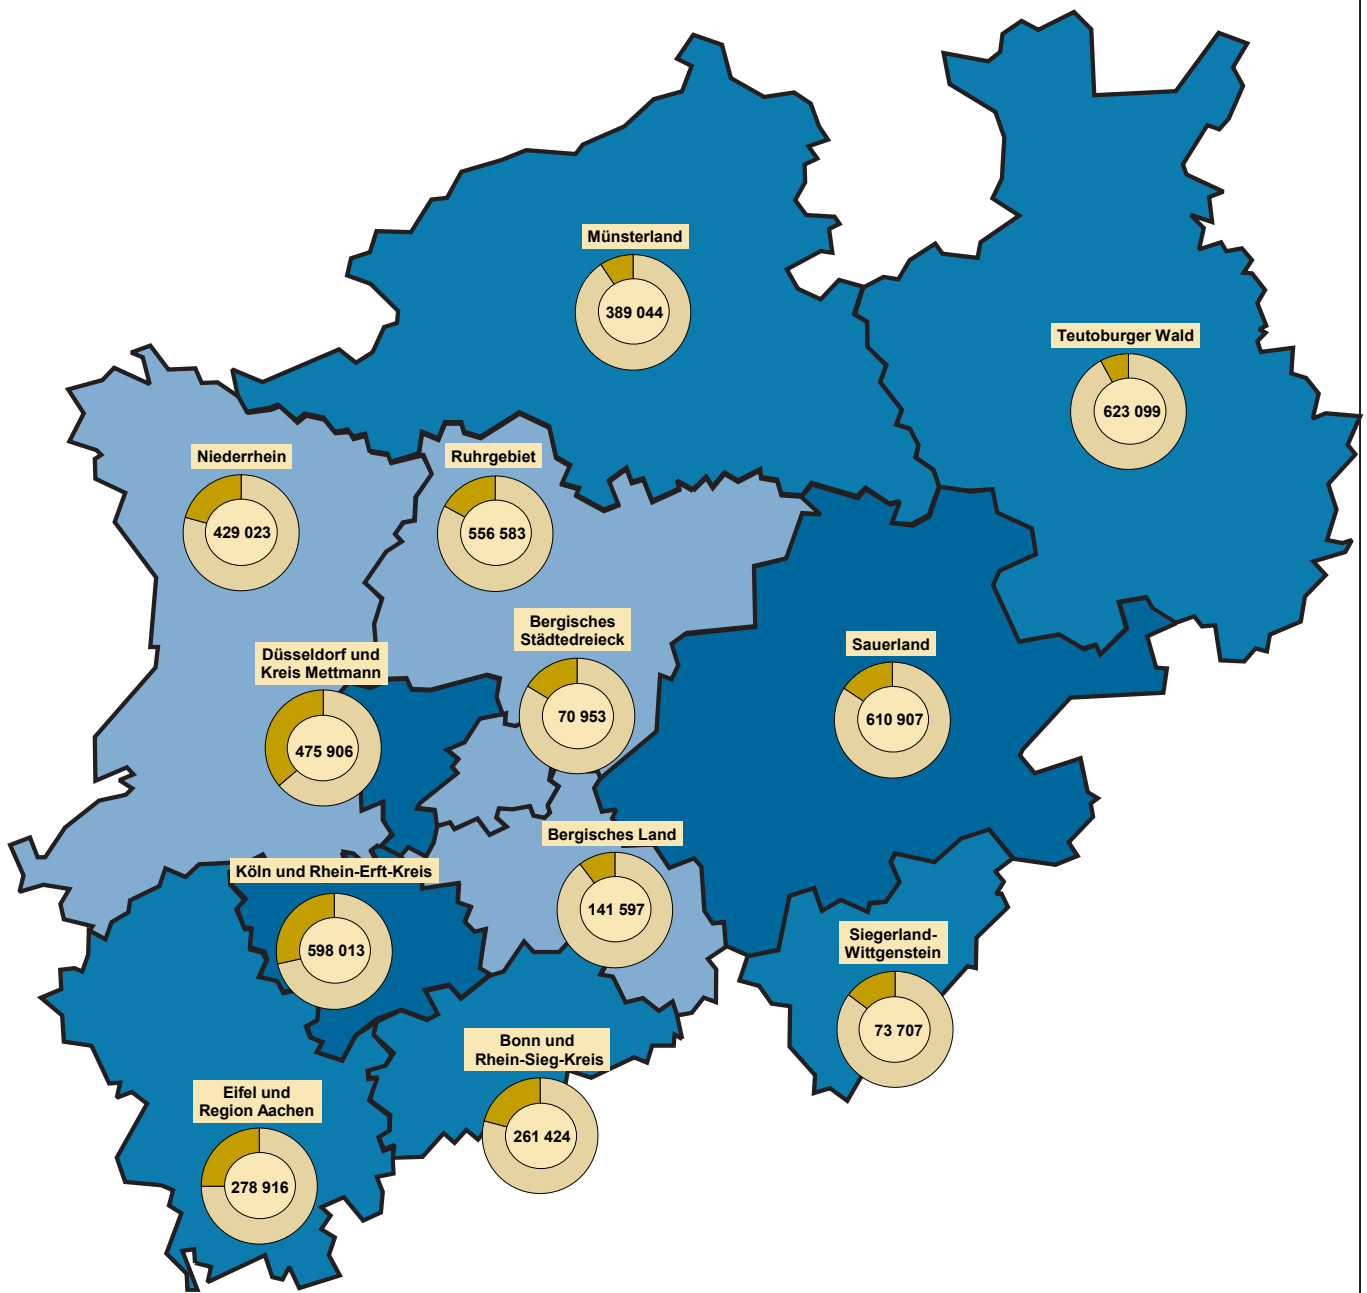 Münsterland
389 044
Teutoburger Wald
623 099
Niederrhein
429 023
Ruhrgebiet
556 583
Bergisches
Städtedreieck
70 953
Düsseldorf und
Kreis Mettmann
475 906
Sauerland
610 907
Bergisches Land
141 597
Köln und Rhein-Erft-Kreis
598 013
Siegerland-
Wittgenstein
73 707
Bonn und
Rhein-Sieg-Kreis
261 424
Eifel und
Region Aachen
278 916